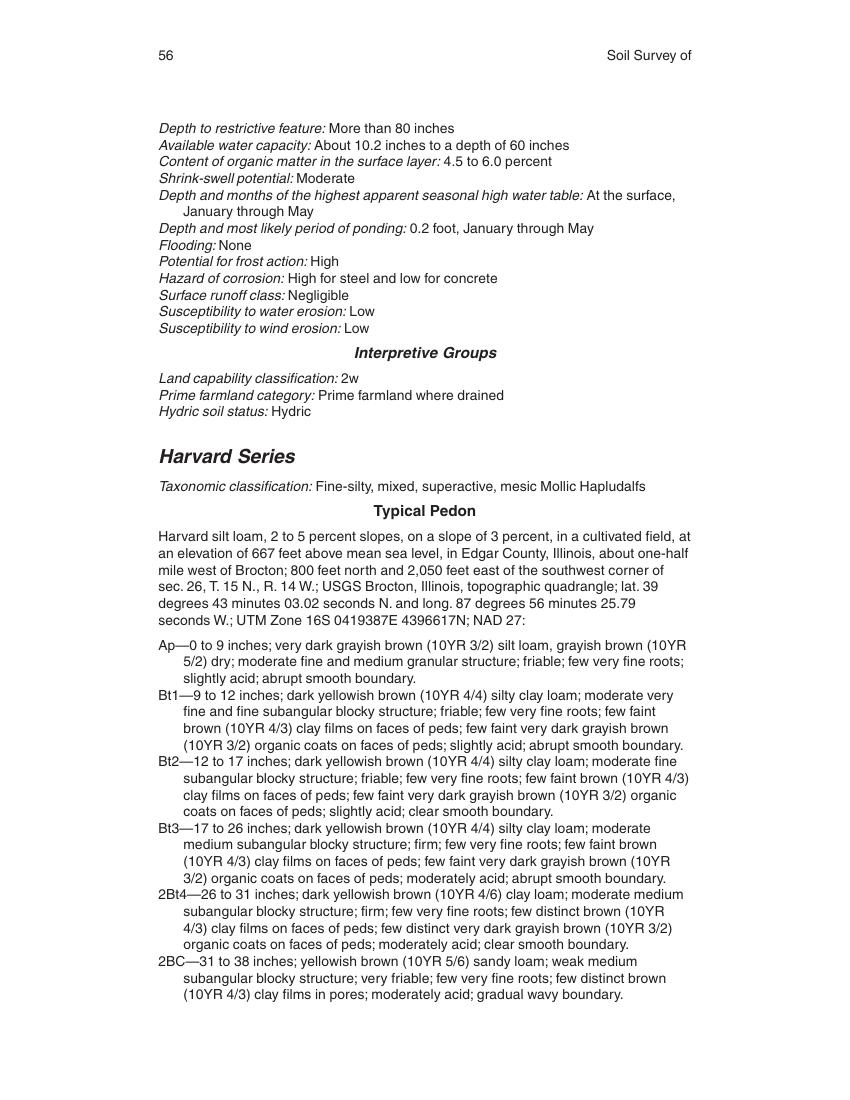 56
Soil Survey of
Depth to restrictive feature: More than 80 inches
Available water capacity: About 10.2 inches to a depth of 60 inches
Content of organic matter in the surface layer: 4.5 to 6.0 percent
Shrink-swell potential: Moderate
Depth and months of the highest apparent seasonal high water table: At the surface,
January through May
Depth and most likely period of ponding: 0.2 foot, January through May
Flooding: None
Potential for frost action: High
Hazard of corrosion: High for steel and low for concrete
Surface runoff class: Negligible
Susceptibility to water erosion: Low
Susceptibility to wind erosion: Low
Interpretive Groups
Land capability classification: 2w
Prime farmland category: Prime farmland where drained
Hydric soil status: Hydric
Harvard Series
Taxonomic classification: Fine-silty, mixed, superactive, mesic Mollic Hapludalfs
Typical Pedon
Harvard silt loam, 2 to 5 percent slopes, on a slope of 3 percent, in a cultivated field, at
an elevation of 667 feet above mean sea level, in Edgar County, Illinois, about one-half
mile west of Brocton; 800 feet north and 2,050 feet east of the southwest corner of
sec. 26, T. 15 N., R. 14 W.; USGS Brocton, Illinois, topographic quadrangle; lat. 39
degrees 43 minutes 03.02 seconds N. and long. 87 degrees 56 minutes 25.79
seconds W.; UTM Zone 16S 0419387E 4396617N; NAD 27:
Ap—0 to 9 inches; very dark grayish brown (10YR 3/2) silt loam, grayish brown (10YR
5/2) dry; moderate fine and medium granular structure; friable; few very fine roots;
slightly acid; abrupt smooth boundary.
Bt1—9 to 12 inches; dark yellowish brown (10YR 4/4) silty clay loam; moderate very
fine and fine subangular blocky structure; friable; few very fine roots; few faint
brown (10YR 4/3) clay films on faces of peds; few faint very dark grayish brown
(10YR 3/2) organic coats on faces of peds; slightly acid; abrupt smooth boundary.
Bt2—12 to 17 inches; dark yellowish brown (10YR 4/4) silty clay loam; moderate fine
subangular blocky structure; friable; few very fine roots; few faint brown (10YR 4/3)
clay films on faces of peds; few faint very dark grayish brown (10YR 3/2) organic
coats on faces of peds; slightly acid; clear smooth boundary.
Bt3—17 to 26 inches; dark yellowish brown (10YR 4/4) silty clay loam; moderate
medium subangular blocky structure; firm; few very fine roots; few faint brown
(10YR 4/3) clay films on faces of peds; few faint very dark grayish brown (10YR
3/2) organic coats on faces of peds; moderately acid; abrupt smooth boundary.
2Bt4—26 to 31 inches; dark yellowish brown (10YR 4/6) clay loam; moderate medium
subangular blocky structure; firm; few very fine roots; few distinct brown (10YR
4/3) clay films on faces of peds; few distinct very dark grayish brown (10YR 3/2)
organic coats on faces of peds; moderately acid; clear smooth boundary.
2BC—31 to 38 inches; yellowish brown (10YR 5/6) sandy loam; weak medium
subangular blocky structure; very friable; few very fine roots; few distinct brown
(10YR 4/3) clay films in pores; moderately acid; gradual wavy boundary.